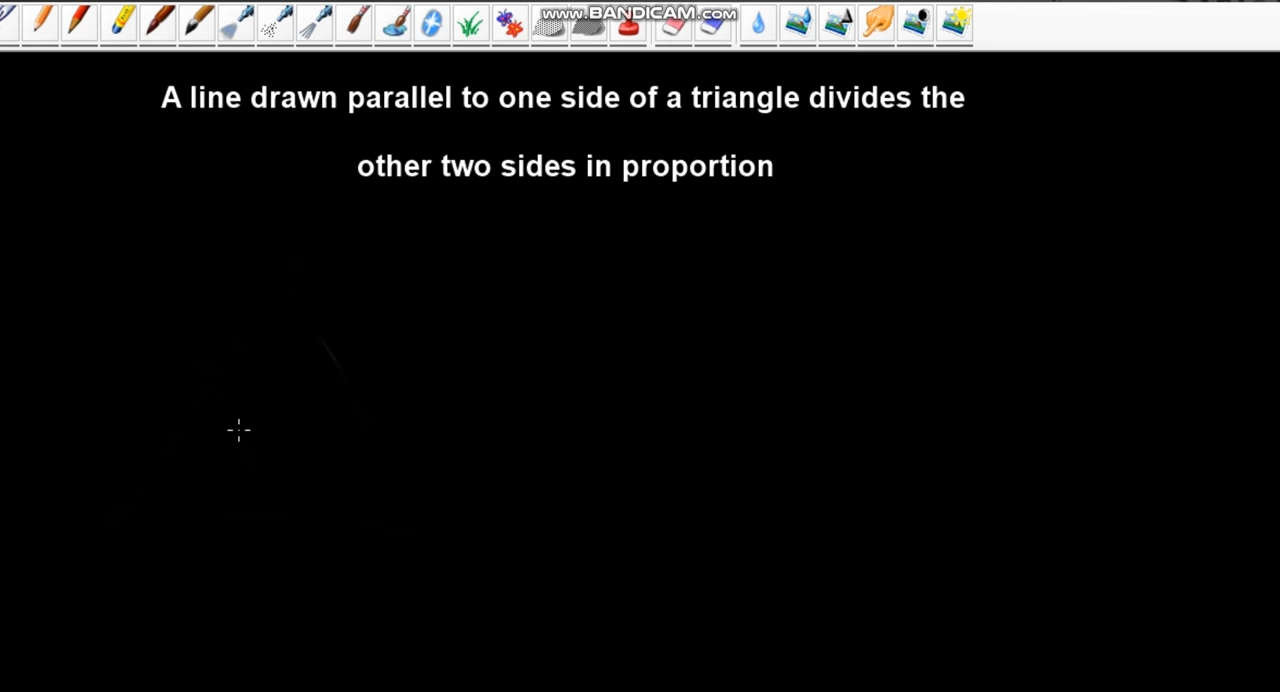 www.BANDICAM.com
A line drawn parallel to one side of a triangle divides the
other two sides in proportion